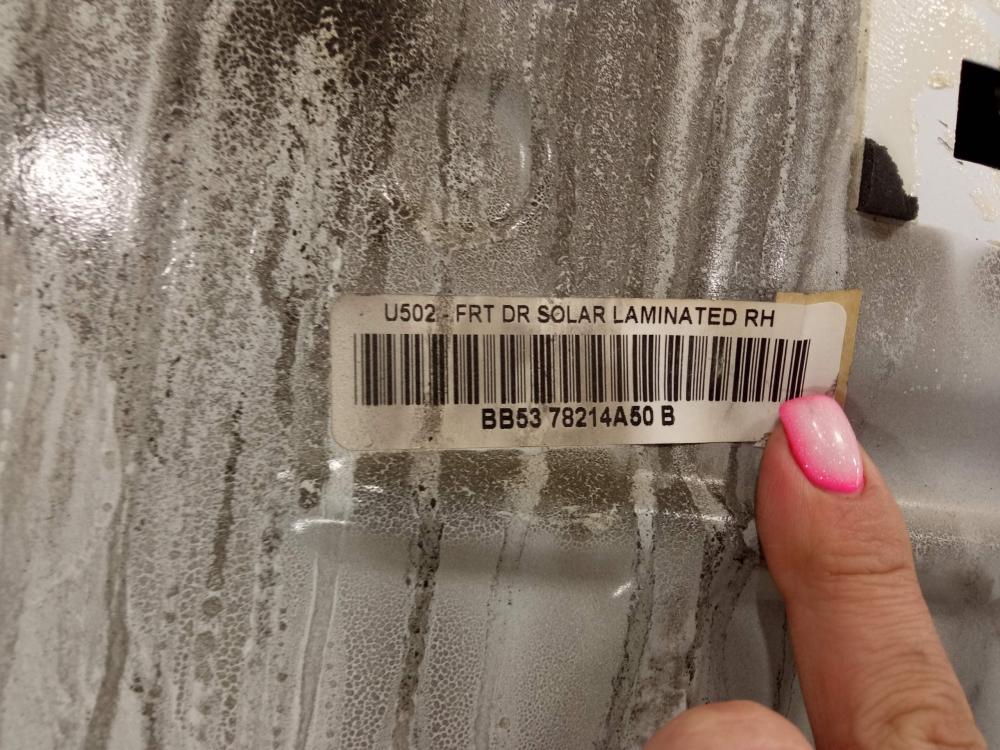 U502 - FRT DR SOLAR LAMINATED RH
BB53 78214A50 B